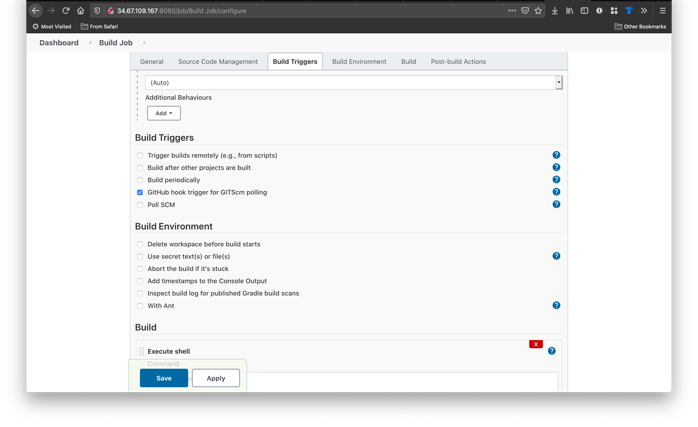 34.67.109.167:8080/job/Build Job/configure
Most Visited
From Safari
Other Bookmarks
Dashboard
Build Job
General
Source Code Management
Build Triggers
Build Environment
Build
Post-build Actions
(Auto)
Additional Behaviours
Add
Build Triggers
Trigger builds remotely (e.g., from scripts)
Build after other projects are built
Build periodically
GitHub hook trigger for GITScm polling
Poll SCM
Build Environment
Delete workspace before build starts
Use secret text(s) or file(s)
Abort the build if it's stuck
Add timestamps to the Console Output
Inspect build log for published Gradle build scans
With Ant
Build
X
Execute shell
Command
Save
Apply